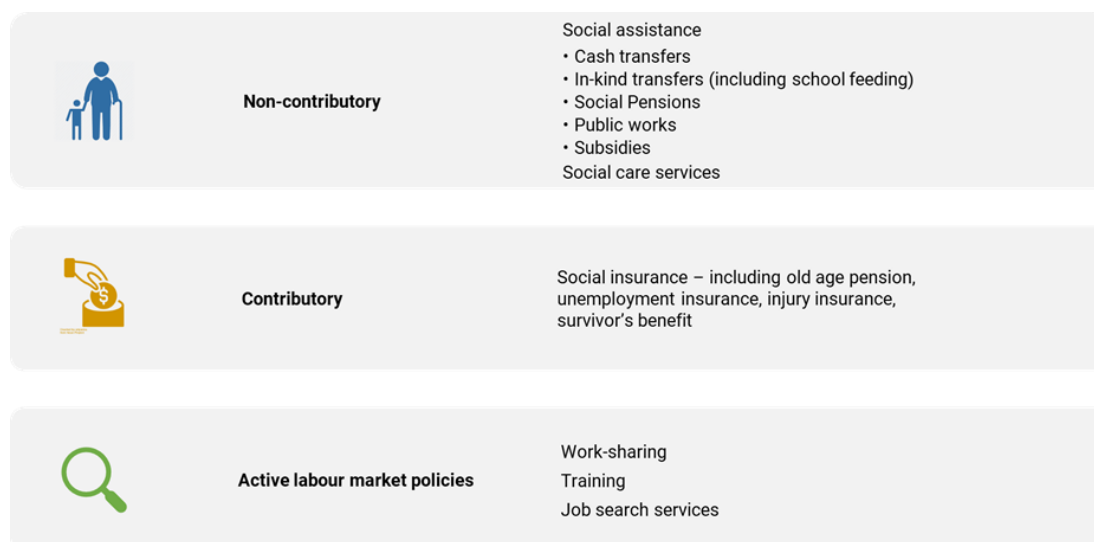 Social assistance
• Cash transfers
• In-kind transfers (including school feeding)
Non-contributory
• Social Pensions
• Public works
• Subsidies
Social care services
Contributory
Social insurance – including old age pension,
unemployment insurance, injury insurance,
survivor's benefit
Active labour market policies
Work-sharing
Training
Job search services